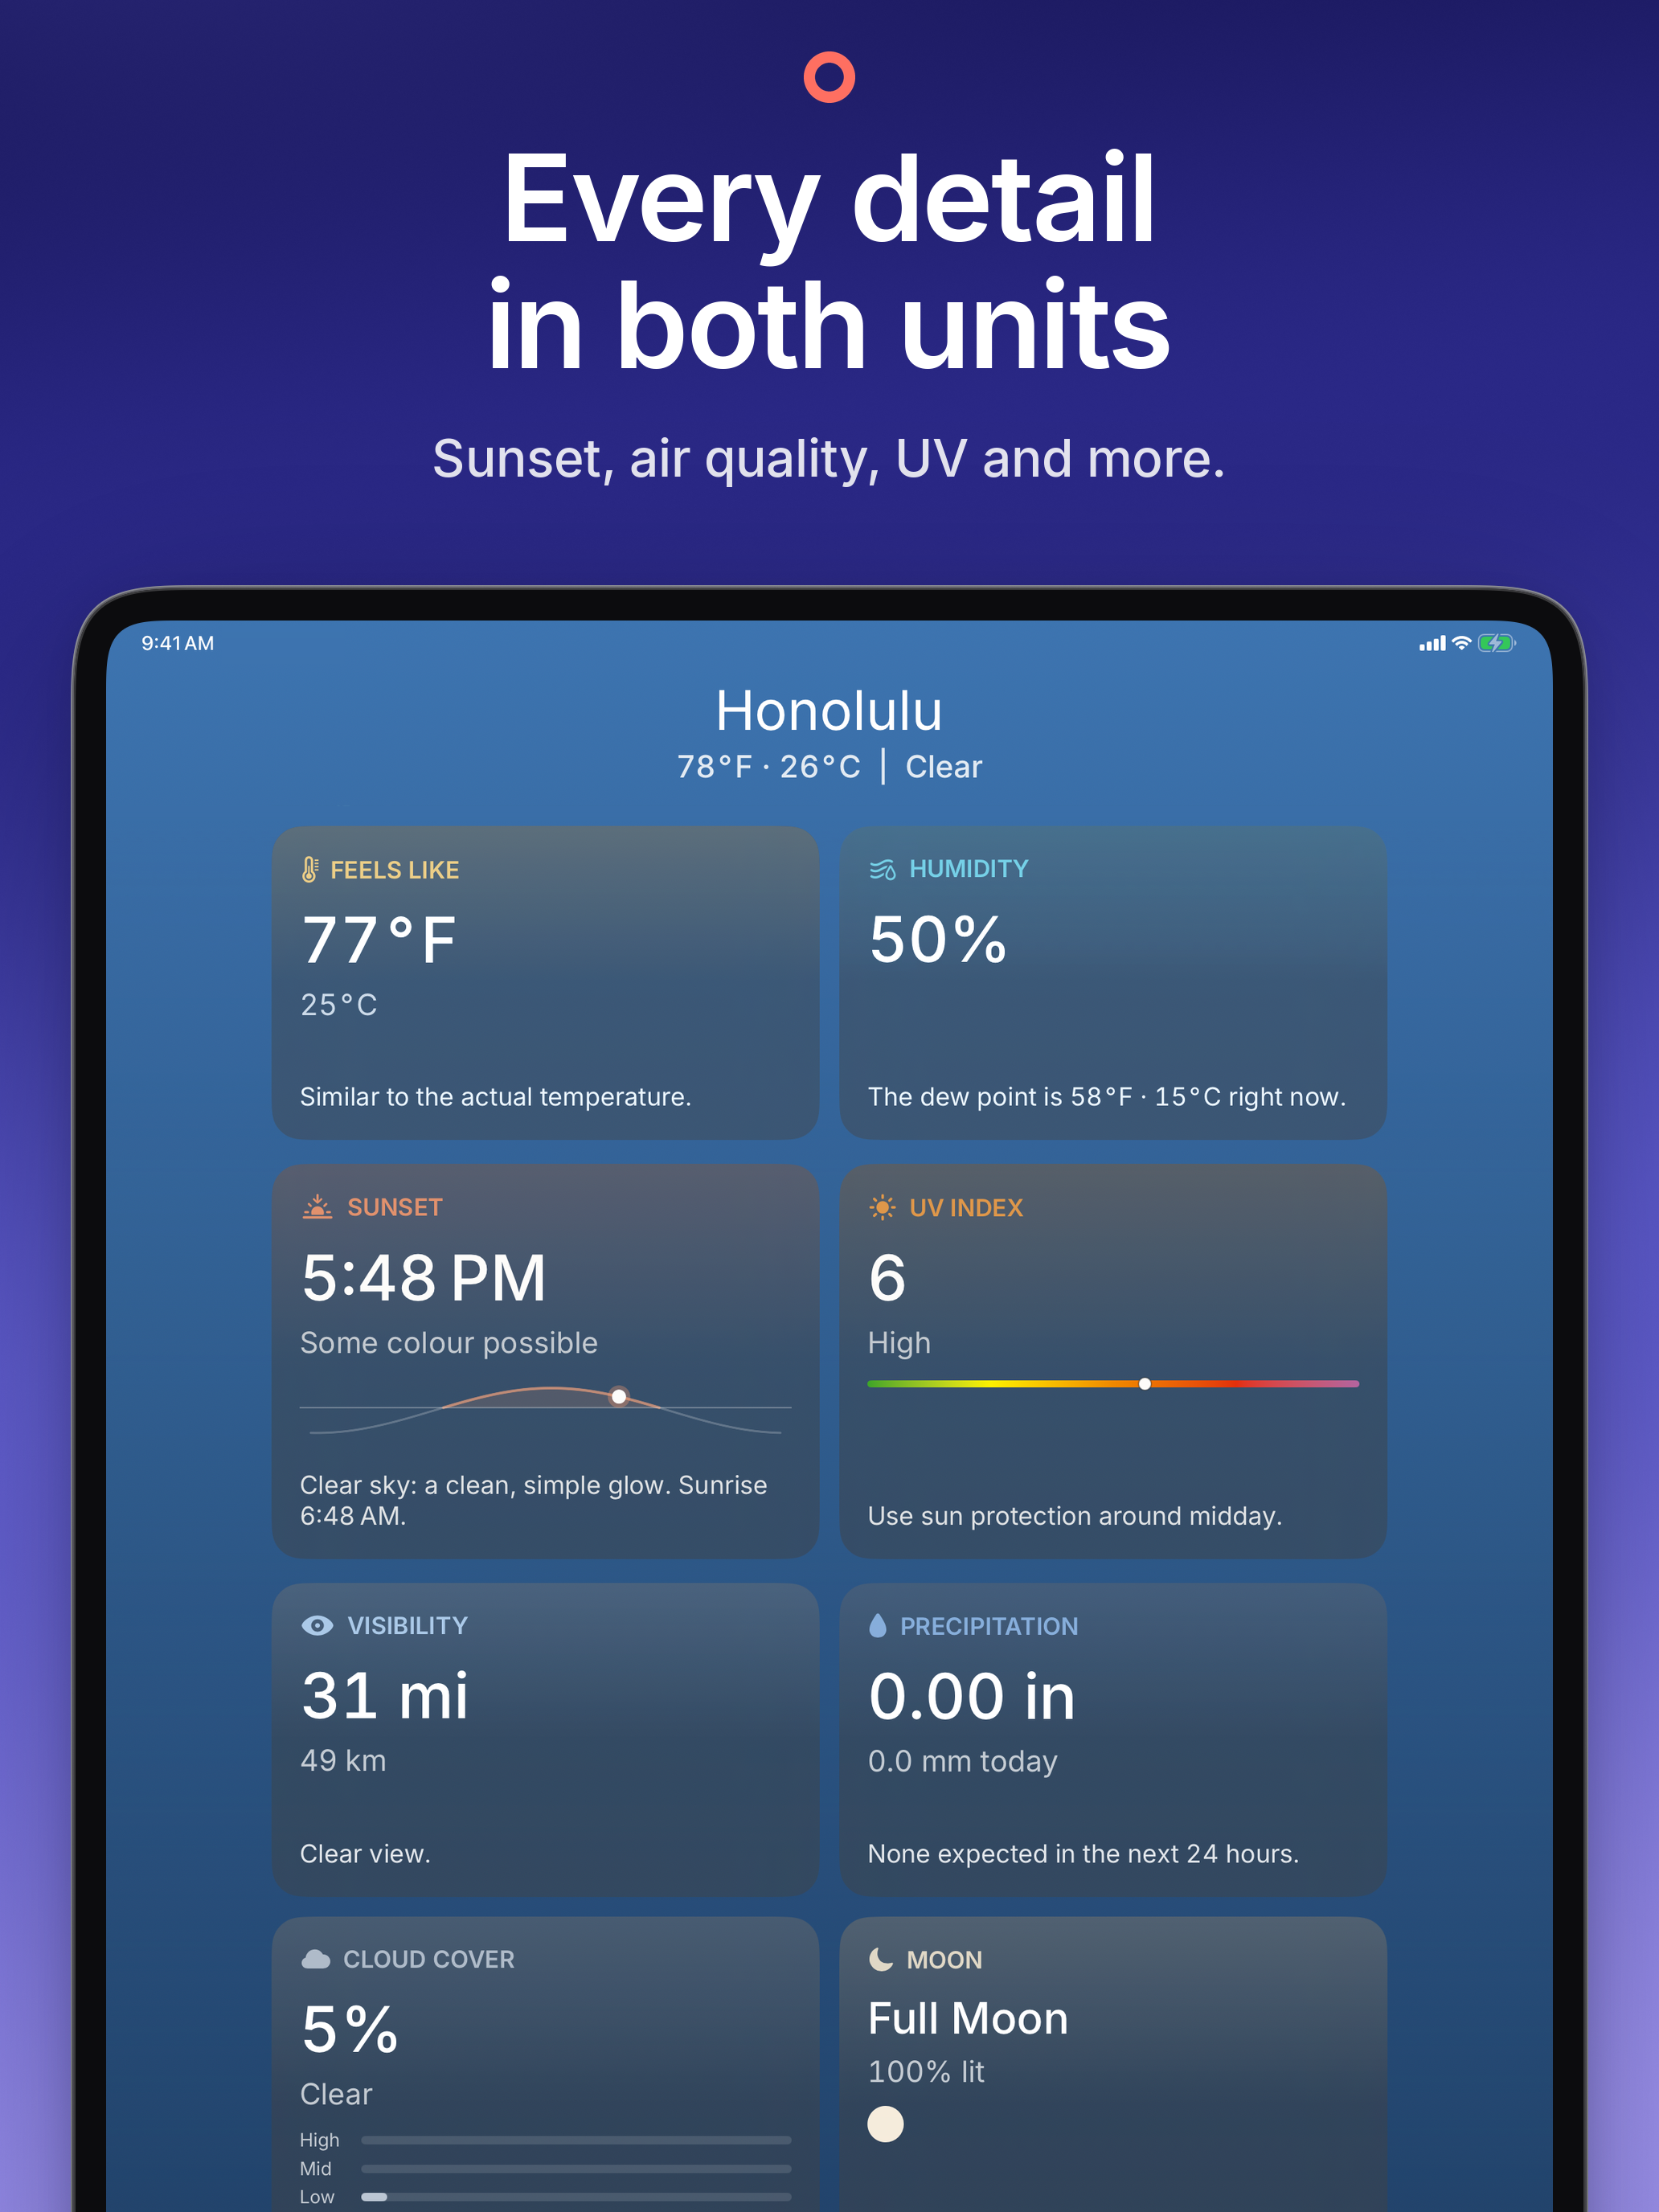 Every detail
in both units
Sunset, air quality, UV and more.
9:41 AM
Honolulu
78°F · 26°C | Clear
FEELS LIKE
77°F
25°C
Similar to the actual temperature.
HUMIDITY
50%
The dew point is 58°F · 15°C right now.
SUNSET
5:48 PM
Some colour possible
Clear sky: a clean, simple glow. Sunrise
6:48 AM.
UV INDEX
6
High
Use sun protection around midday.
VISIBILITY
31 mi
49 km
Clear view.
PRECIPITATION
0.00 in
0.0 mm today
None expected in the next 24 hours.
CLOUD COVER
5%
Clear
High
Mid
Low
MOON
Full Moon
100% lit